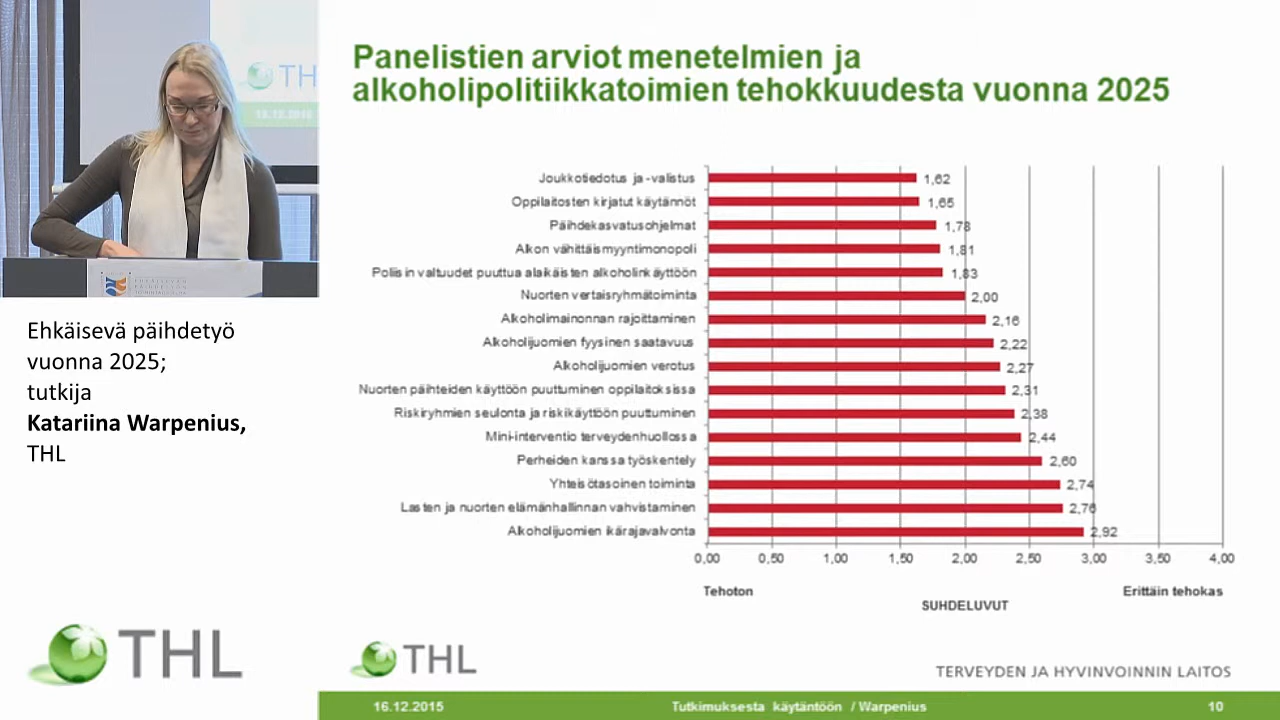 TH
16.12.2015
Ehkäisevä päihdetyö
vuonna 2025;
tutkija
Katariina Warpenius,
THL
THL
Panelistien arviot menetelmien ja
alkoholipolitiikkatoimien tehokkuudesta vuonna 2025
Joukkotiedotus ja -valistus 1,62
Oppilaitosten kirjatut käytännöt 1,65
Päihdekasvatusohjelmat 1,78
Alkon vähittäismyyntimonopoli 1,81
Poliisin valtuudet puuttua alaikäisten alkoholinkäyttöön 1,83
Nuorten vertaisryhmätoiminta 2,00
Alkoholimainonnan rajoittaminen 2,16
Alkoholijuomien fyysinen saatavuus 2,22
Alkoholijuomien verotus 2,27
Nuorten päihteiden käyttöön puuttuminen oppilaitoksissa 2,31
Riskiryhmien seulonta ja riskikäyttöön puuttuminen 2,38
Mini-interventio terveydenhuollossa 2,44
Perheiden kanssa työskentely 2,60
Yhteisötasoinen toiminta 2,74
Lasten ja nuorten elämänhallinnan vahvistaminen 2,76
Alkoholijuomien ikärajavalvonta 2,92
0,00 0,50 1,00 1,50 2,00 2,50 3,00 3,50 4,00
Tehoton Erittäin tehokas
SUHDELUVUT
THL
TERVEYDEN JA HYVINVOINNIN LAITOS
16.12.2015 Tutkimuksesta käytäntöön / Warpenius 10